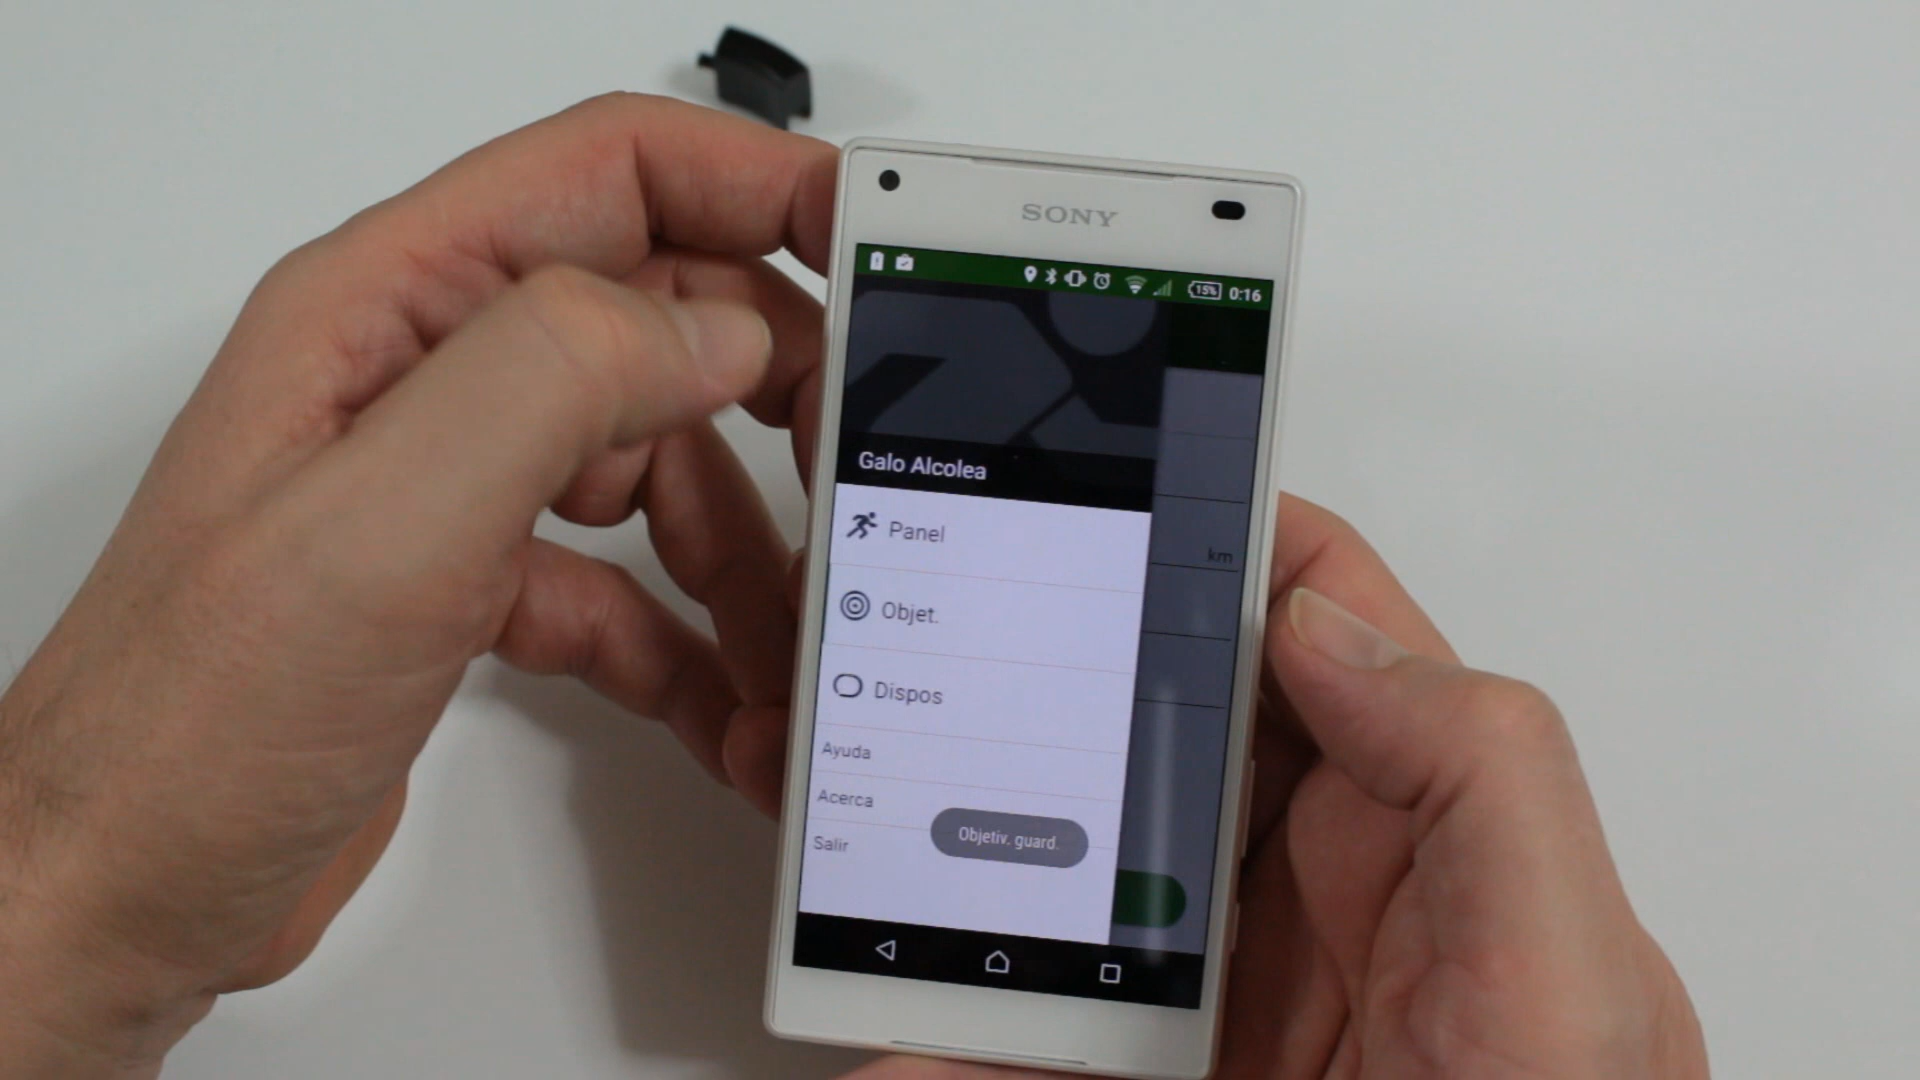 SONY
15% 0:16
Galo Alcolea
Panel
km
Objet.
Dispos
Ayuda
Acerca
Objetiv. guard.
Salir